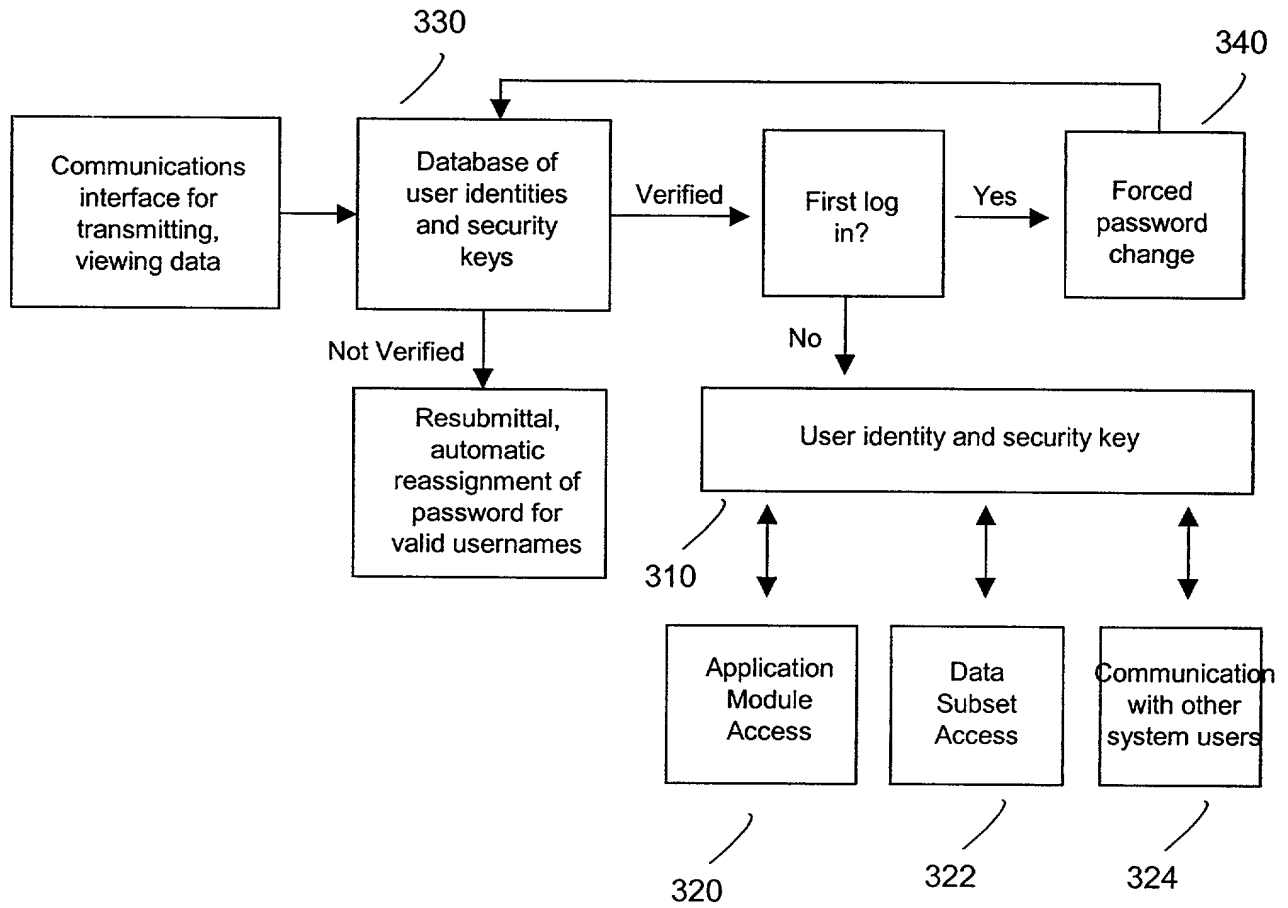 330
340
Communications
interface for
transmitting,
viewing data
Database of
user identities
and security
keys
Verified
First log
in?
Yes
Forced
password
change
Not Verified
No
Resubmittal,
automatic
reassignment of
password for
valid usernames
User identity and security key
310
Application
Module
Access
Data
Subset
Access
Communication
with other
system users
320
322
324